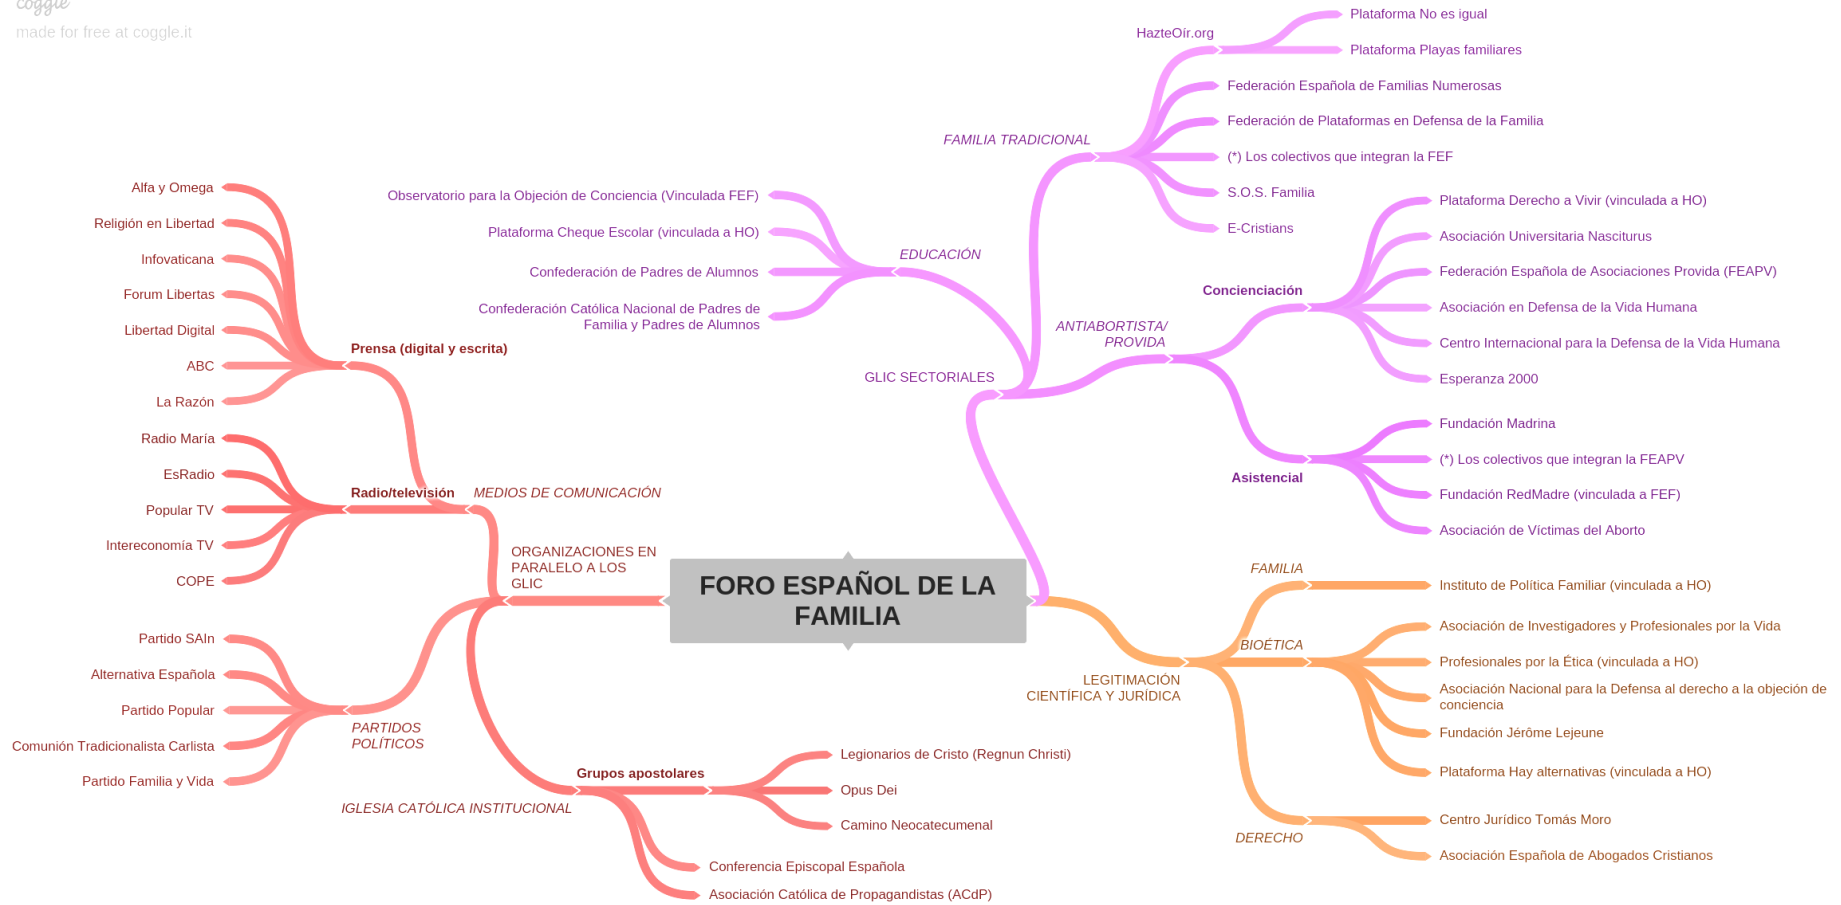 coggle
made for free at coggle.it
FORO ESPAÑOL DE LA
FAMILIA
GLIC SECTORIALES
FAMILIA TRADICIONAL
HazteOír.org
Plataforma No es igual
Plataforma Playas familiares
Federación Española de Familias Numerosas
Federación de Plataformas en Defensa de la Familia
(*) Los colectivos que integran la FEF
S.O.S. Familia
E-Cristians
EDUCACIÓN
Observatorio para la Objeción de Conciencia (Vinculada FEF)
Plataforma Cheque Escolar (vinculada a HO)
Confederación de Padres de Alumnos
Confederación Católica Nacional de Padres de
Familia y Padres de Alumnos
ANTIABORTISTA/
PROVIDA
Concienciación
Plataforma Derecho a Vivir (vinculada a HO)
Asociación Universitaria Nasciturus
Federación Española de Asociaciones Provida (FEAPV)
Asociación en Defensa de la Vida Humana
Centro Internacional para la Defensa de la Vida Humana
Esperanza 2000
Asistencial
Fundación Madrina
(*) Los colectivos que integran la FEAPV
Fundación RedMadre (vinculada a FEF)
Asociación de Víctimas del Aborto
LEGITIMACIÓN
CIENTÍFICA Y JURÍDICA
FAMILIA
Instituto de Política Familiar (vinculada a HO)
BIOÉTICA
Asociación de Investigadores y Profesionales por la Vida
Profesionales por la Ética (vinculada a HO)
Asociación Nacional para la Defensa al derecho a la objeción de
conciencia
Fundación Jérôme Lejeune
Plataforma Hay alternativas (vinculada a HO)
DERECHO
Centro Jurídico Tomás Moro
Asociación Española de Abogados Cristianos
ORGANIZACIONES EN
PARALELO A LOS
GLIC
MEDIOS DE COMUNICACIÓN
Prensa (digital y escrita)
Alfa y Omega
Religión en Libertad
Infovaticana
Forum Libertas
Libertad Digital
ABC
La Razón
Radio/televisión
Radio María
EsRadio
Popular TV
Intereconomía TV
COPE
PARTIDOS
POLÍTICOS
Partido SAIn
Alternativa Española
Partido Popular
Comunión Tradicionalista Carlista
Partido Familia y Vida
IGLESIA CATÓLICA INSTITUCIONAL
Grupos apostolares
Legionarios de Cristo (Regnun Christi)
Opus Dei
Camino Neocatecumenal
Conferencia Episcopal Española
Asociación Católica de Propagandistas (ACdP)